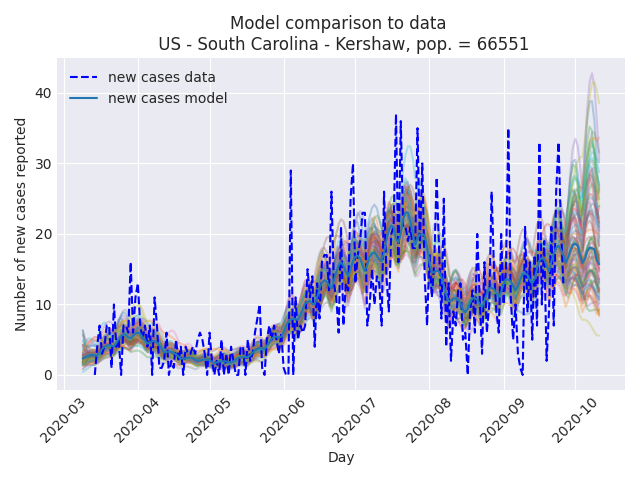 Model comparison to data
US - South Carolina - Kershaw, pop. = 66551
new cases data
new cases model
Number of new cases reported
40
30
20
10
0
2020-03
2020-04
2020-05
2020-06
2020-07
2020-08
2020-09
2020-10
Day